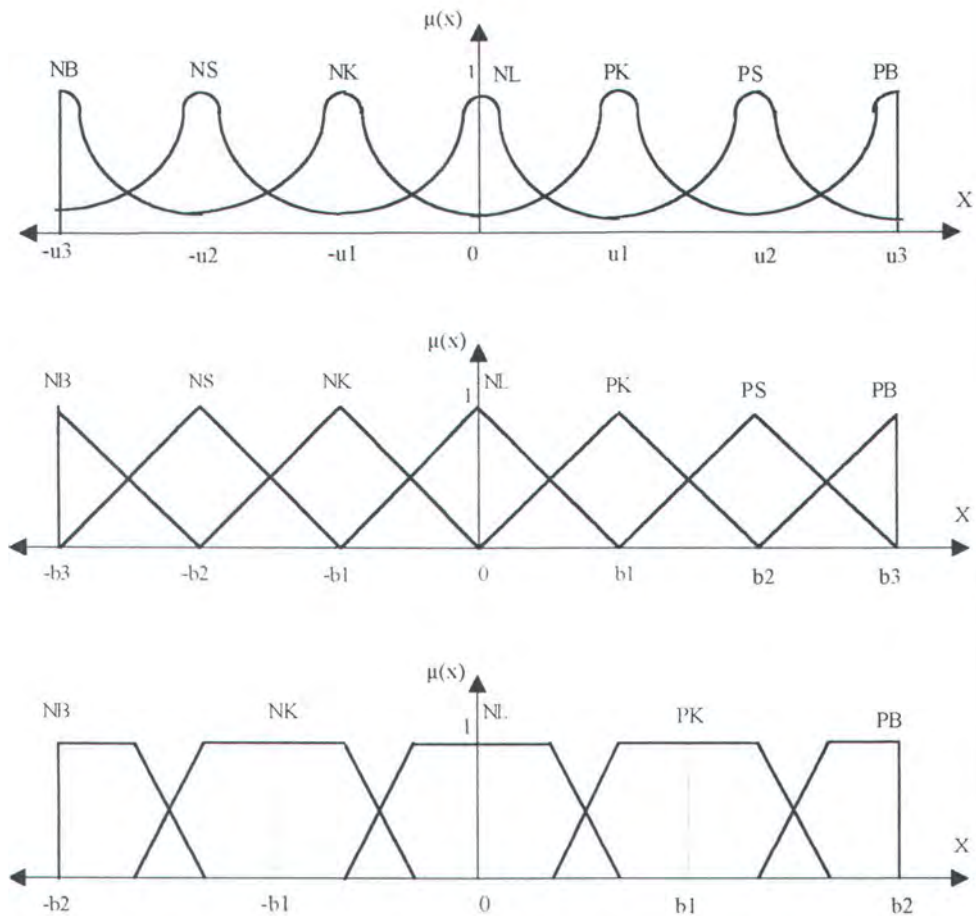 μ(x)
NB NS NK 1 NL PK PS PB
X
-u3 -u2 -u1 0 u1 u2 u3
μ(x)
NB NS NK 1 NL PK PS PB
X
-b3 -b2 -b1 0 b1 b2 b3
μ(x)
NB NK 1 NL PK PB
X
-b2 -b1 0 b1 b2